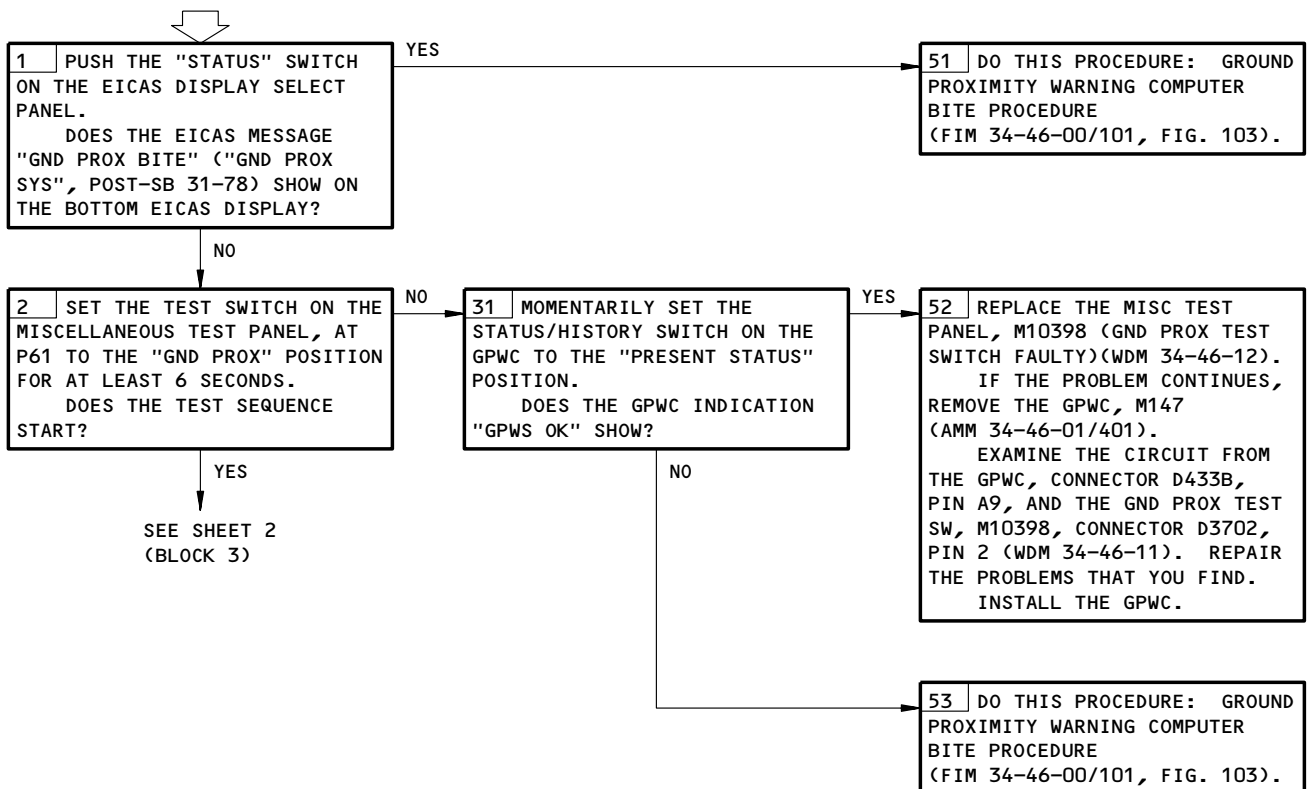 1 PUSH THE "STATUS" SWITCH
ON THE EICAS DISPLAY SELECT
PANEL.
DOES THE EICAS MESSAGE
"GND PROX BITE" ("GND PROX
SYS", POST-SB 31-78) SHOW ON
THE BOTTOM EICAS DISPLAY?
YES
51 DO THIS PROCEDURE: GROUND
PROXIMITY WARNING COMPUTER
BITE PROCEDURE
(FIM 34-46-00/101, FIG. 103).
NO
2 SET THE TEST SWITCH ON THE
MISCELLANEOUS TEST PANEL, AT
P61 TO THE "GND PROX" POSITION
FOR AT LEAST 6 SECONDS.
DOES THE TEST SEQUENCE
START?
NO
31 MOMENTARILY SET THE
STATUS/HISTORY SWITCH ON THE
GPWC TO THE "PRESENT STATUS"
POSITION.
DOES THE GPWC INDICATION
"GPWS OK" SHOW?
YES
52 REPLACE THE MISC TEST
PANEL, M10398 (GND PROX TEST
SWITCH FAULTY)(WDM 34-46-12).
IF THE PROBLEM CONTINUES,
REMOVE THE GPWC, M147
(AMM 34-46-01/401).
EXAMINE THE CIRCUIT FROM
THE GPWC, CONNECTOR D433B,
PIN A9, AND THE GND PROX TEST
SW, M10398, CONNECTOR D3702,
PIN 2 (WDM 34-46-11). REPAIR
THE PROBLEMS THAT YOU FIND.
INSTALL THE GPWC.
YES
SEE SHEET 2
(BLOCK 3)
NO
53 DO THIS PROCEDURE: GROUND
PROXIMITY WARNING COMPUTER
BITE PROCEDURE
(FIM 34-46-00/101, FIG. 103).